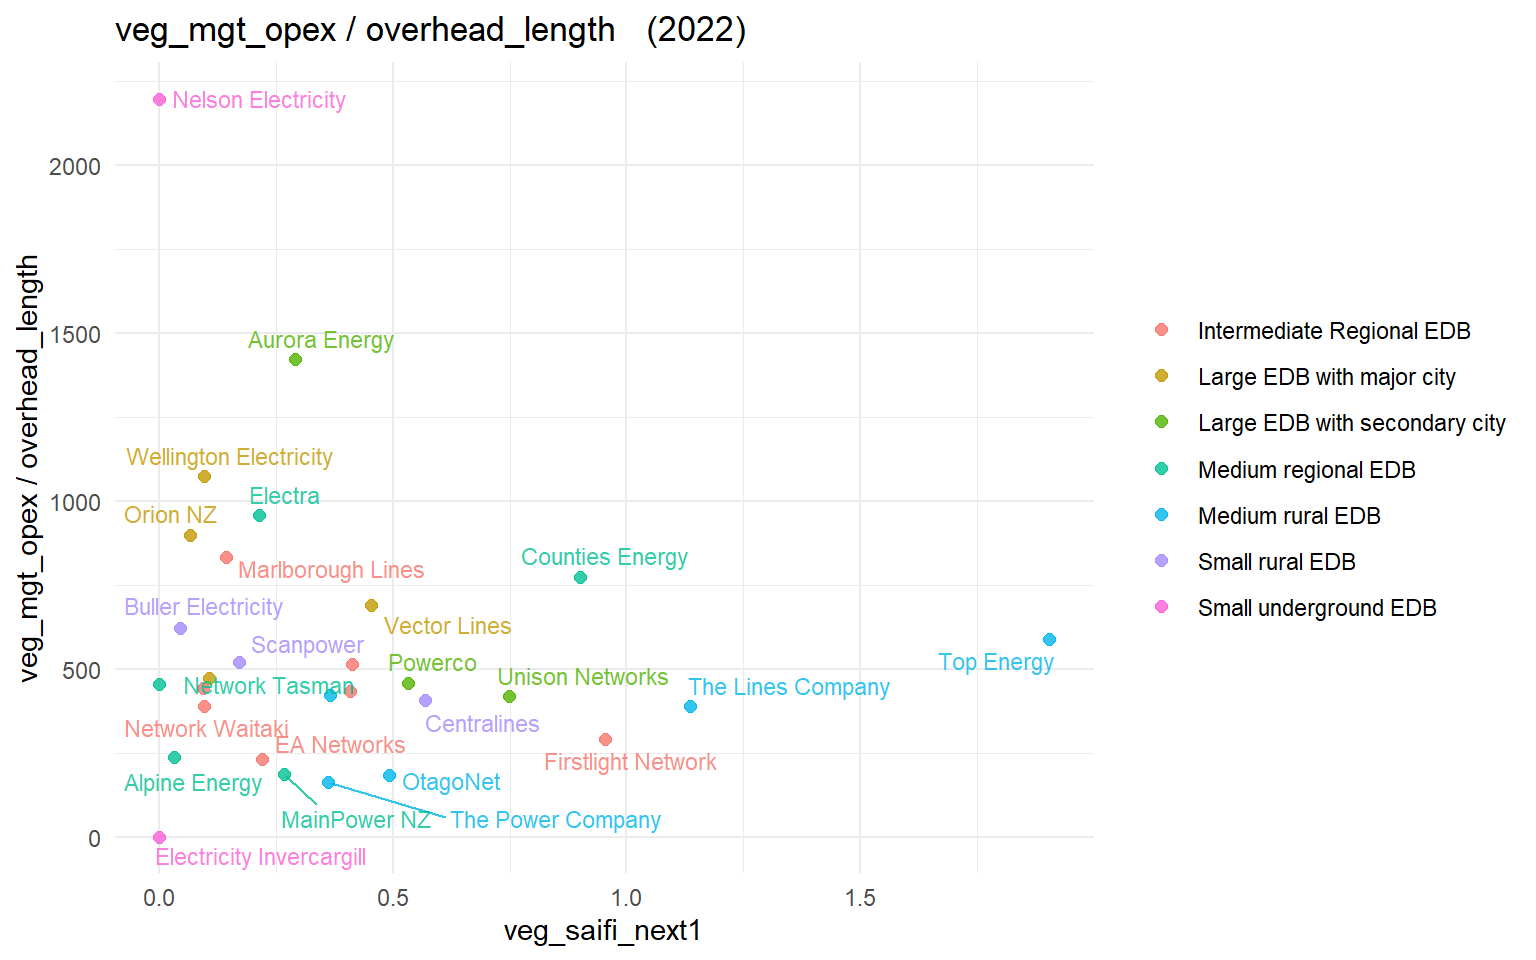 veg_mgt_opex / overhead_length (2022)
veg_mgt_opex / overhead_length
2000
1500
1000
500
0
Nelson Electricity
Aurora Energy
Wellington Electricity
Electra
Orion NZ
Counties Energy
Marlborough Lines
Buller Electricity
Vector Lines
Scanpower
Powerco
Top Energy
Unison Networks
Network Tasman
The Lines Company
Centralines
Network Waitaki
EA Networks
Firstlight Network
Alpine Energy
OtagoNet
MainPower NZ
The Power Company
Electricity Invercargill
0.0
0.5
1.0
1.5
veg_saifi_next1
Intermediate Regional EDB
Large EDB with major city
Large EDB with secondary city
Medium regional EDB
Medium rural EDB
Small rural EDB
Small underground EDB